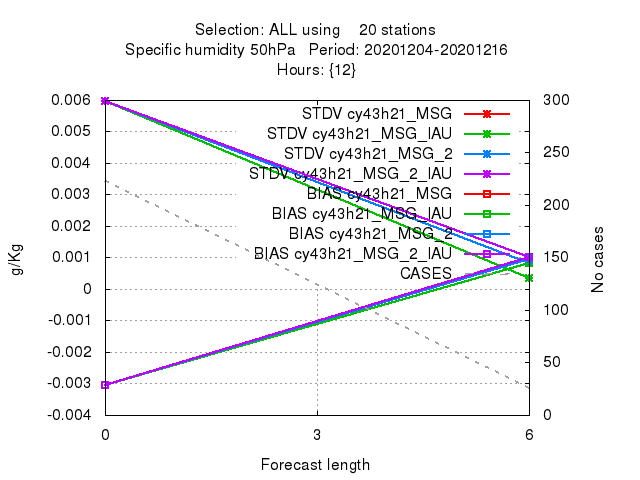 Selection: ALL using 20 stations
Specific humidity 50hPa Period: 20201204-20201216
Hours: {12}
0.006
0.005
0.004
0.003
0.002
0.001
0
-0.001
-0.002
-0.003
-0.004
g/Kg
STDV cy43h21_MSG
STDV cy43h21_MSG_IAU
STDV cy43h21_MSG_2
STDV cy43h21_MSG_2_IAU
BIAS cy43h21_MSG
BIAS cy43h21_MSG_IAU
BIAS cy43h21_MSG_2
BIAS cy43h21_MSG_2_IAU
CASES
300
250
200
150
100
50
0
No cases
0 3 6
Forecast length